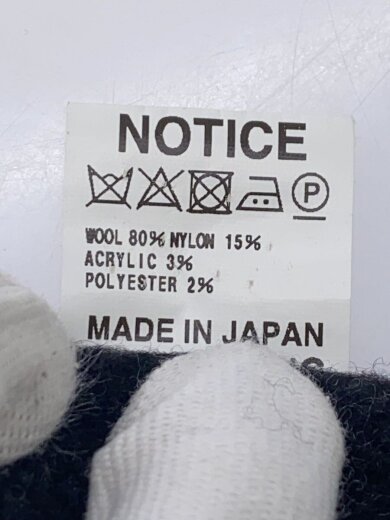 NOTICE
P
WOOL 80% NYLON 15%
ACRYLIC 3%
POLYESTER 2%
MADE IN JAPAN